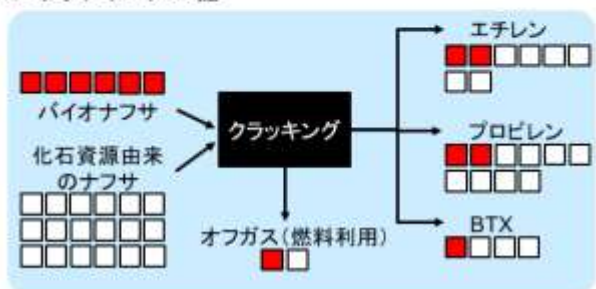 エチレン
バイオナフサ
クラッキング
プロピレン
化石資源由来
のナフサ
オフガス(燃料利用)
BTX